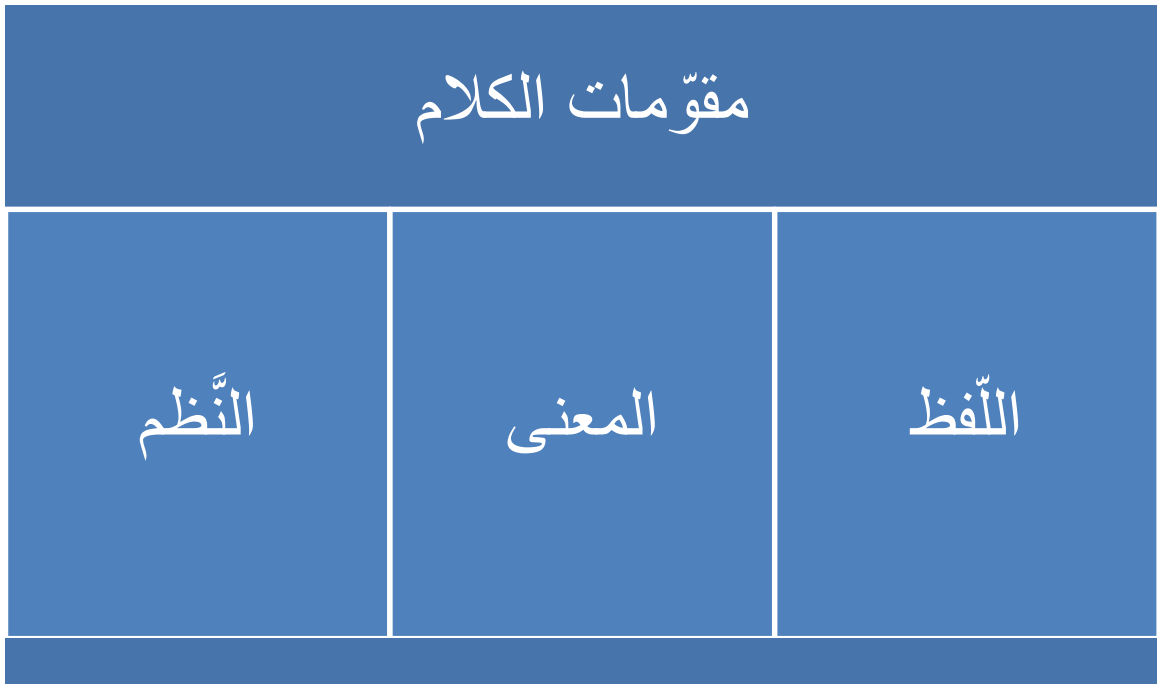 مقوّمات الكلام
اللّفظ
المعنى
النَّظم